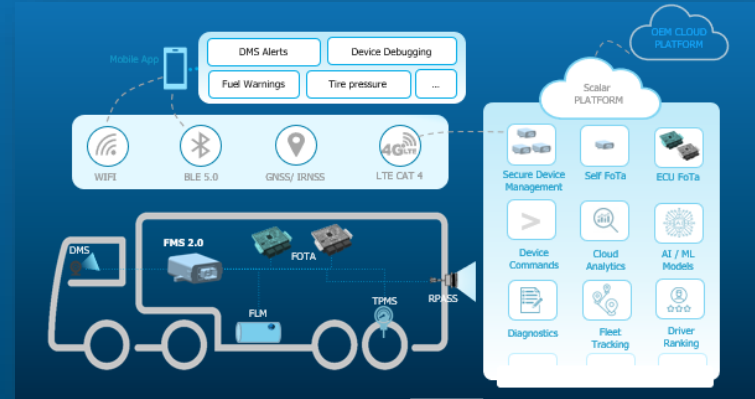 OEM CLOUD
PLATFORM
Mobile App
DMS Alerts
Device Debugging
Fuel Warnings
Tire pressure
...
Scalar
PLATFORM
WIFI
BLE 5.0
GNSS/ IRNSS
4G LTE
LTE CAT 4
Secure Device
Management
Self FoTa
ECU FoTa
Device
Commands
Cloud
Analytics
AI / ML
Models
Diagnostics
Fleet
Tracking
Driver
Ranking
DMS
FMS 2.0
FOTA
FLM
TPMS
RPASS